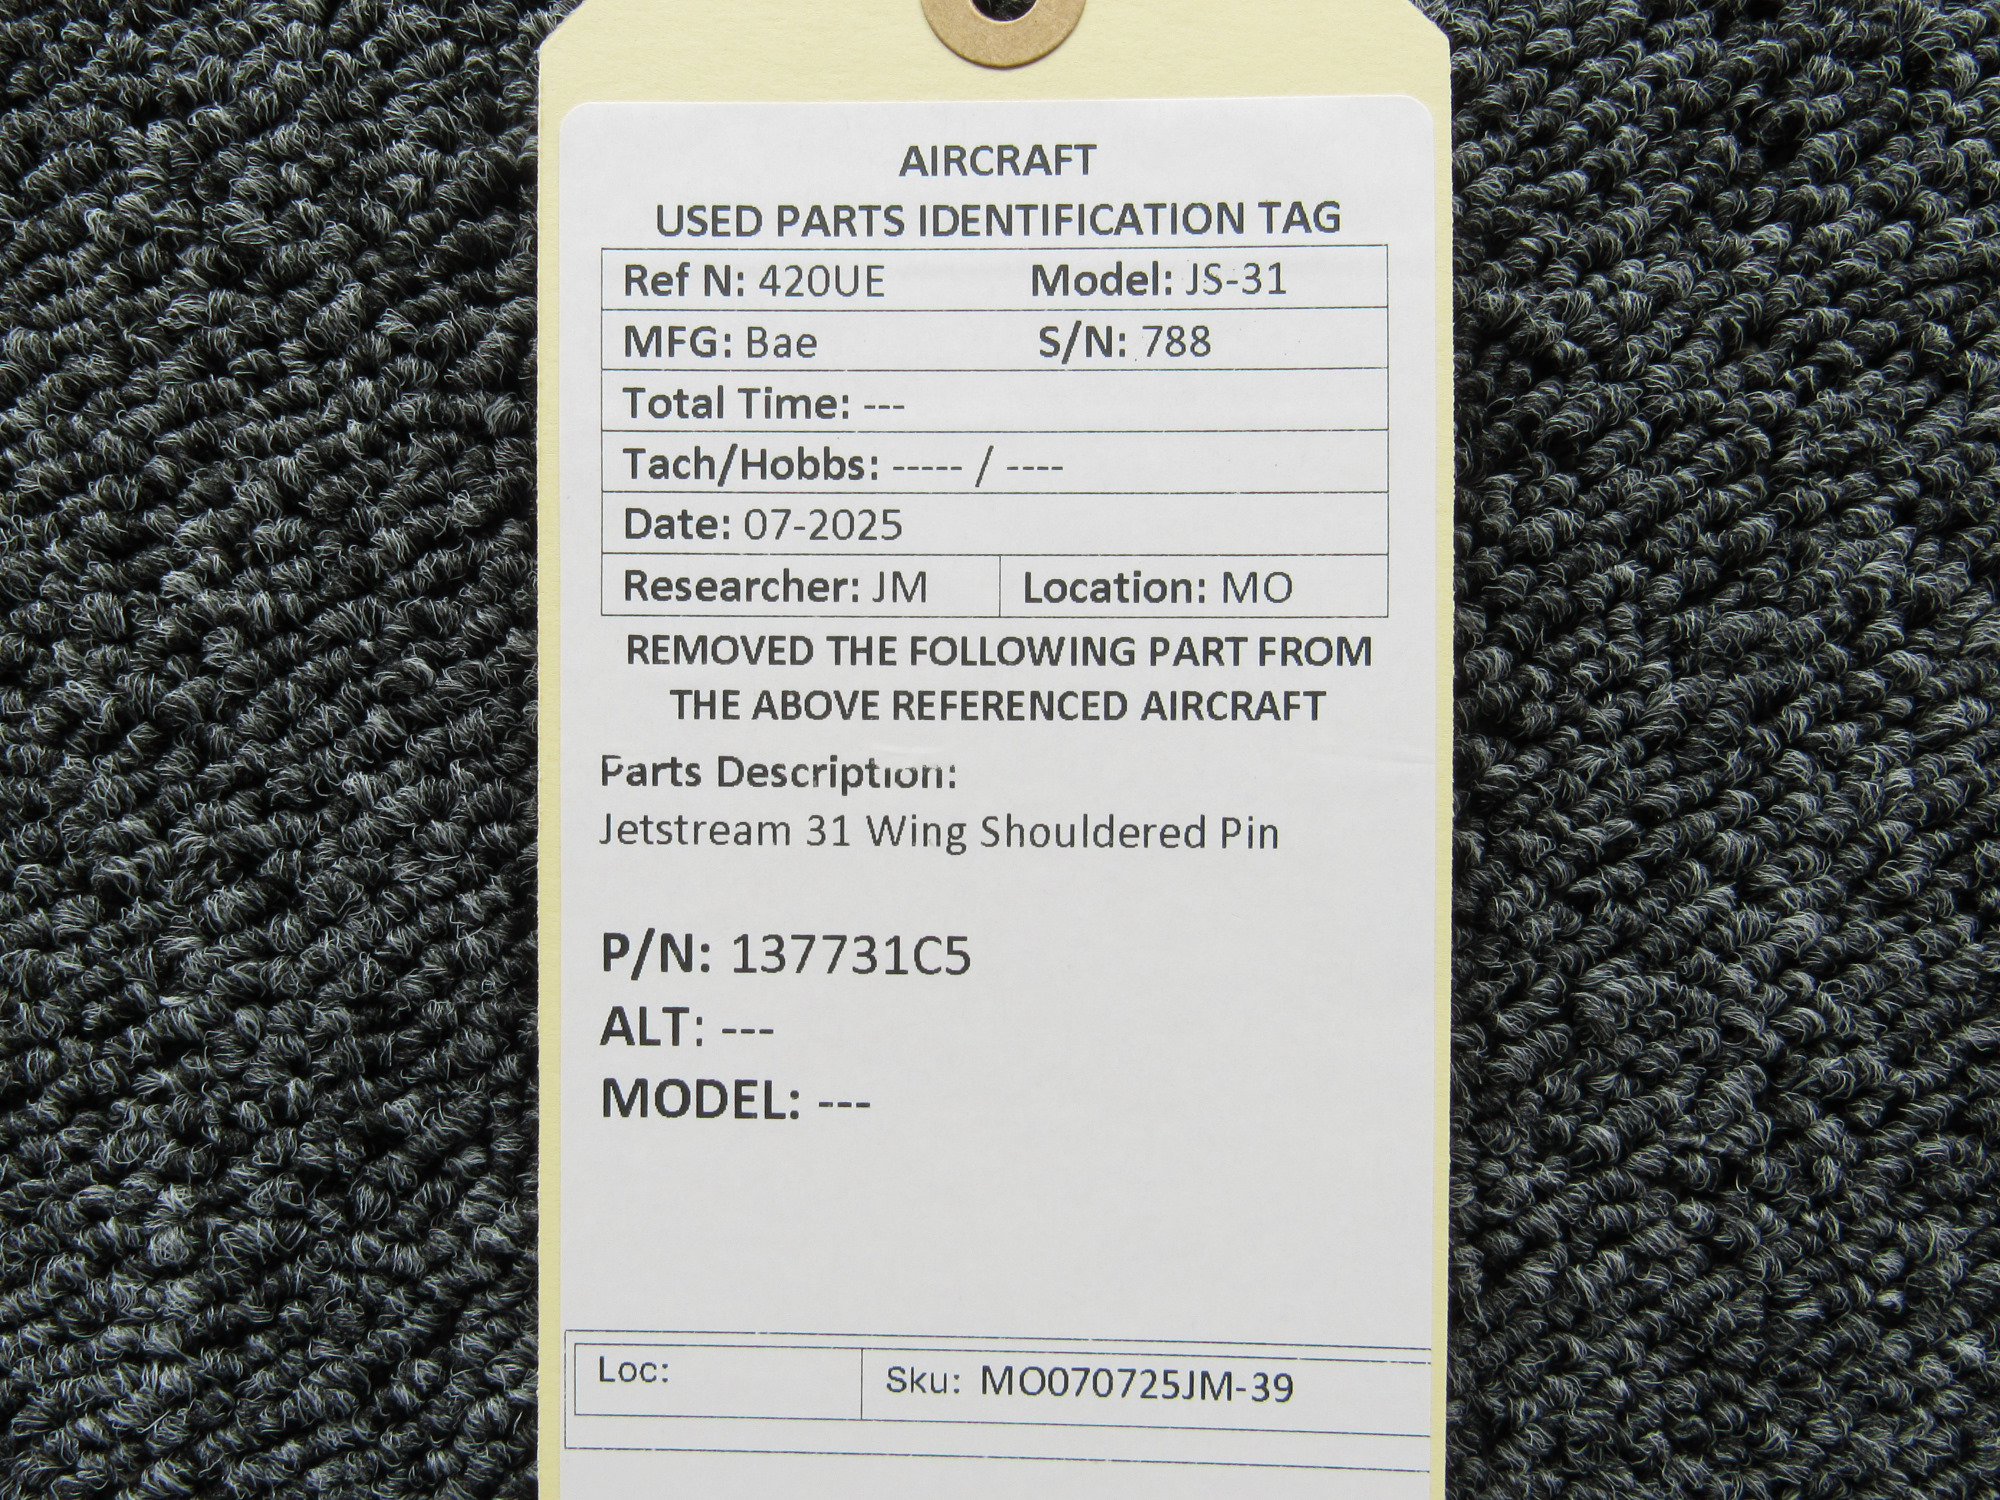 AIRCRAFT
USED PARTS IDENTIFICATION TAG
Ref N: 420UE Model: JS-31
MFG: Bae S/N: 788
Total Time: ---
Tach/Hobbs: ----- / ----
Date: 07-2025
Researcher: JM Location: MO
REMOVED THE FOLLOWING PART FROM
THE ABOVE REFERENCED AIRCRAFT
Parts Description:
Jetstream 31 Wing Shouldered Pin
P/N: 137731C5
ALT: ---
MODEL: ---
Loc: Sku: MO070725JM-39